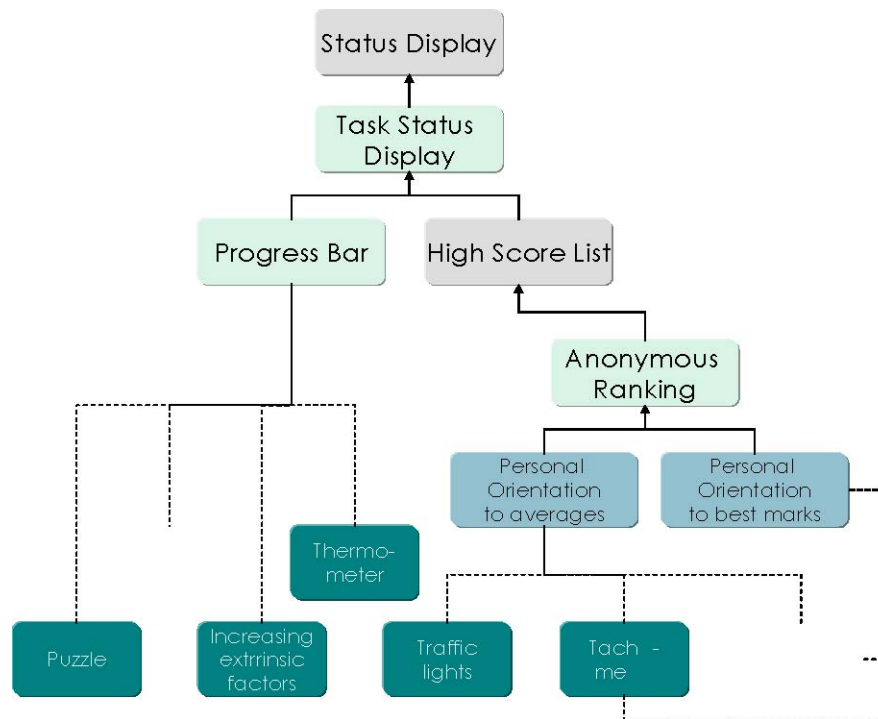 Status Display
Task Status
Display
Progress Bar
High Score List
Anonymous
Ranking
Personal
Orientation
to averages
Personal
Orientation
to best marks
Thermo-
meter
Puzzle
Increasing
extrrinsic
factors
Traffic
lights
Tach -
me